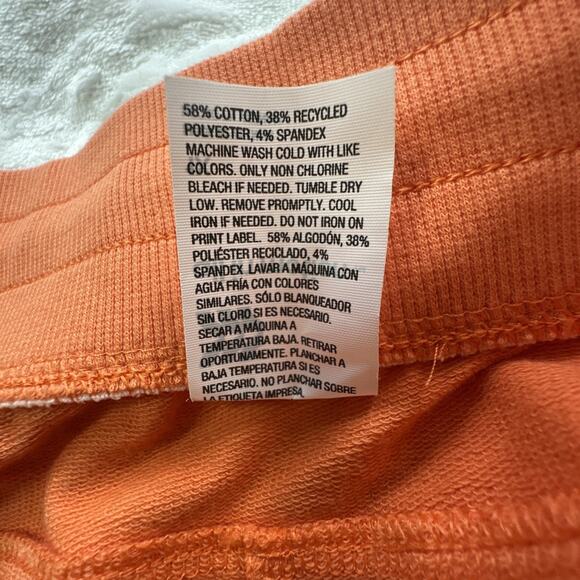 58% COTTON, 38% RECYCLED
POLYESTER, 4% SPANDEX
MACHINE WASH COLD WITH LIKE
COLORS. ONLY NON CHLORINE
BLEACH IF NEEDED. TUMBLE DRY
LOW. REMOVE PROMPTLY. COOL
IRON IF NEEDED. DO NOT IRON ON
PRINT LABEL. 58% ALGODÓN, 38%
POLIÉSTER RECICLADO, 4%
SPANDEX LAVAR A MÁQUINA CON
AGUA FRÍA CON COLORES
SIMILARES. SÓLO BLANQUEADOR
SIN CLORO SI ES NECESARIO.
SECAR A MÁQUINA A
TEMPERATURA BAJA. RETIRAR
OPORTUNAMENTE. PLANCHAR A
BAJA TEMPERATURA SI ES
NECESARIO. NO PLANCHAR SOBRE
LA ETIQUETA IMPRESA